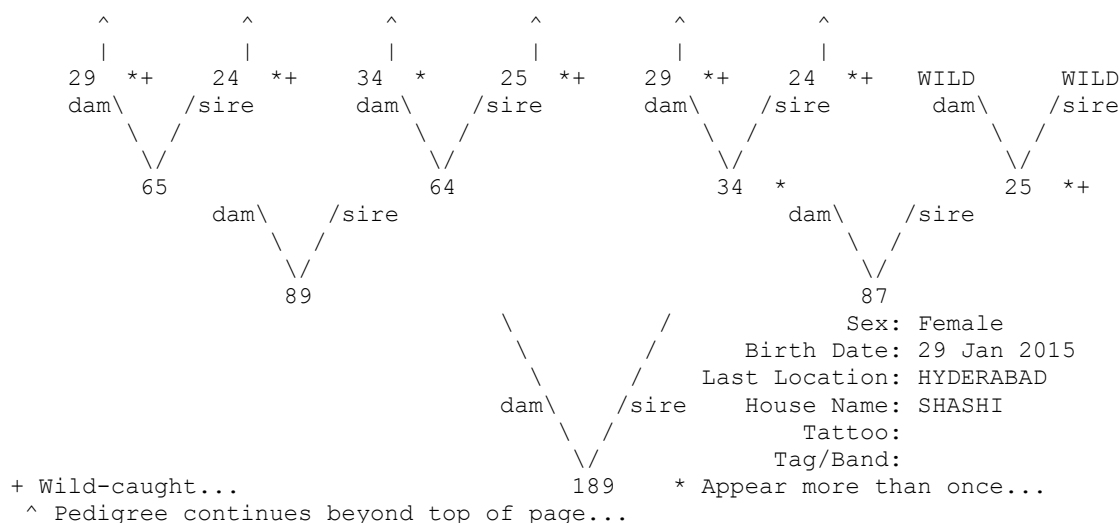 ^ ^ ^ ^ ^ ^
| | | | | |
29 *+ 24 *+ 34 * 25 *+ 29 *+ 24 *+ WILD WILD
dam\ /sire dam\ /sire dam\ /sire dam\ /sire
\ / \ / \ / \ /
\/ \/ \/ \/
65 64 34 * 25 *+
dam\ /sire dam\ /sire
\ / \ /
\/ \/
89 87
\ / Sex: Female
\ / Birth Date: 29 Jan 2015
\ / Last Location: HYDERABAD
dam\ /sire House Name: SHASHI
\ / Tattoo:
\/ Tag/Band:
+ Wild-caught... 189 * Appear more than once...
^ Pedigree continues beyond top of page...